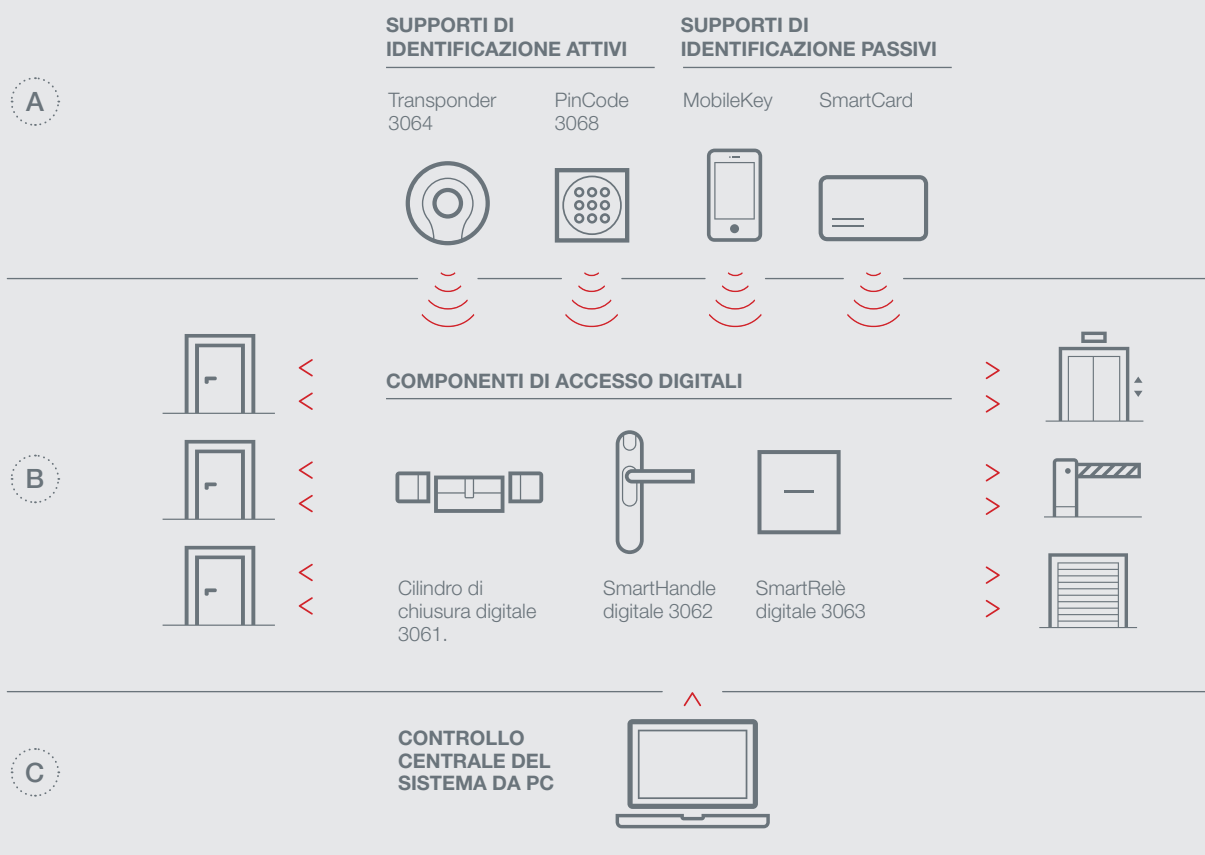 SUPPORTI DI
IDENTIFICAZIONE ATTIVI
SUPPORTI DI
IDENTIFICAZIONE PASSIVI
A
Transponder
3064
PinCode
3068
MobileKey
SmartCard
COMPONENTI DI ACCESSO DIGITALI
B
Cilindro di
chiusura digitale
3061.
SmartHandle
digitale 3062
SmartRelè
digitale 3063
C
CONTROLLO
CENTRALE DEL
SISTEMA DA PC